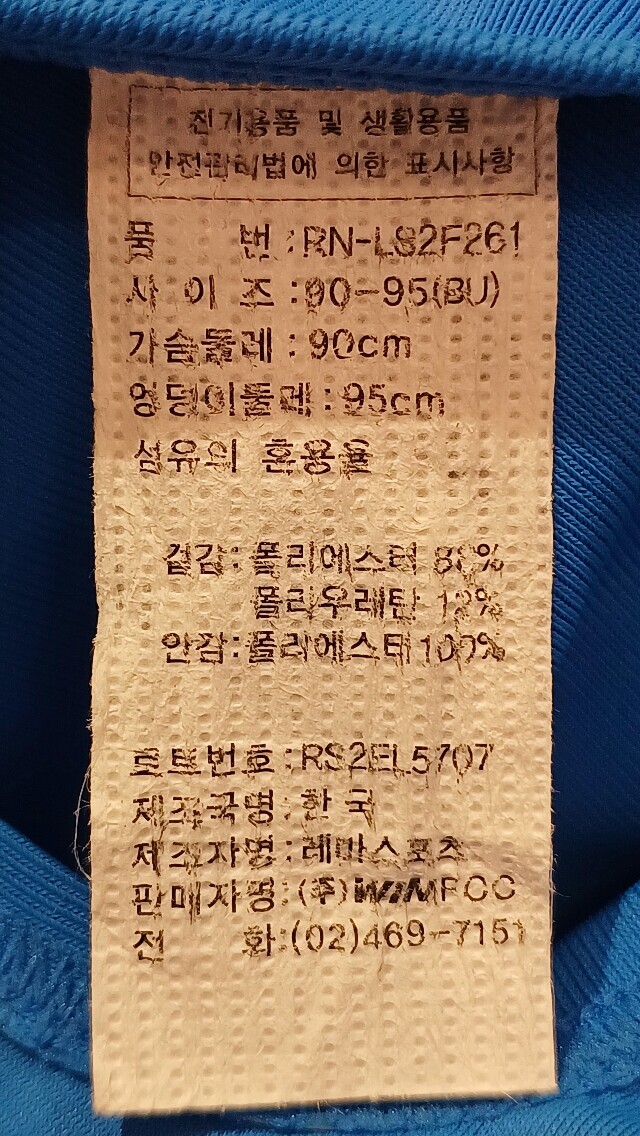 전기용품 및 생활용품
안전관리법에 의한 표시사항
품 번:RN-LS2F261
사 이 즈:90-95(BU)
가슴둘레:90cm
엉덩이둘레:95cm
섬유의 혼용율
겉감:폴리에스터 88%
폴리우레탄 12%
안감:폴리에스터100%
로트번호:RS2EL5707
제조국명:한 국
제조자명:레마스포츠
판매자명:(주)
전 화:(02)469-7151